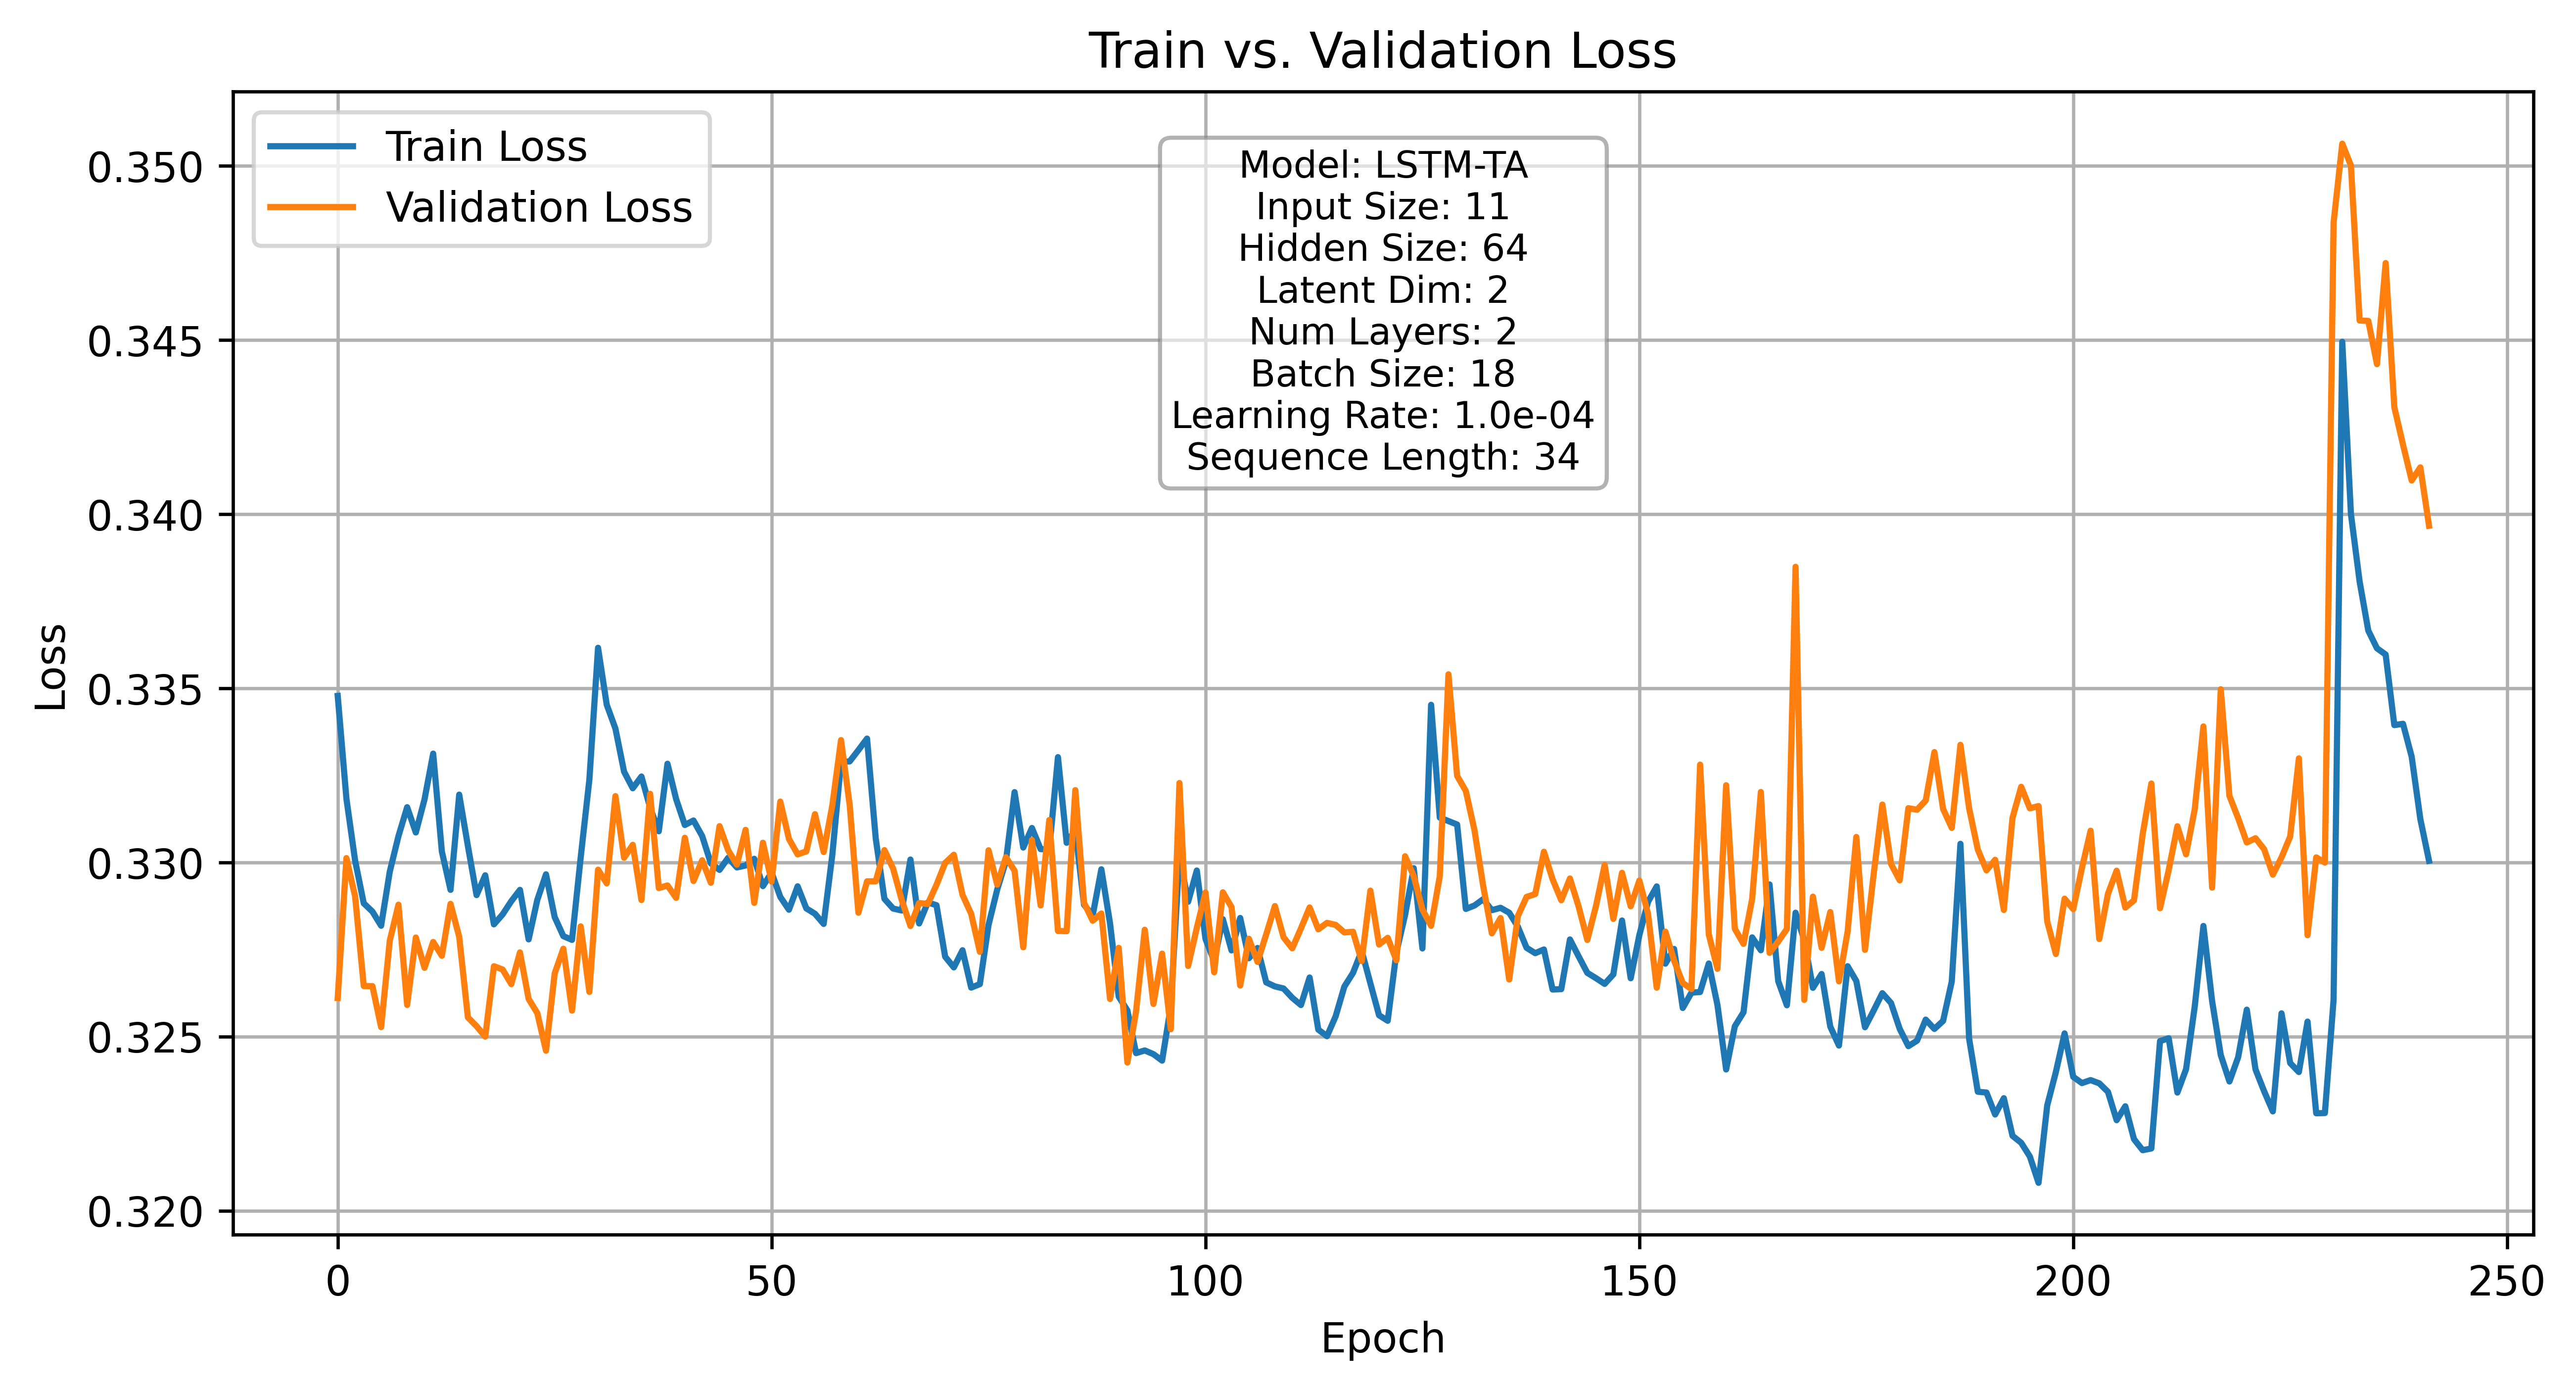 Train vs. Validation Loss
Train Loss
Validation Loss
Model: LSTM-TA
Input Size: 11
Hidden Size: 64
Latent Dim: 2
Num Layers: 2
Batch Size: 18
Learning Rate: 1.0e-04
Sequence Length: 34
Loss
0.350
0.345
0.340
0.335
0.330
0.325
0.320
0 50 100 150 200 250
Epoch